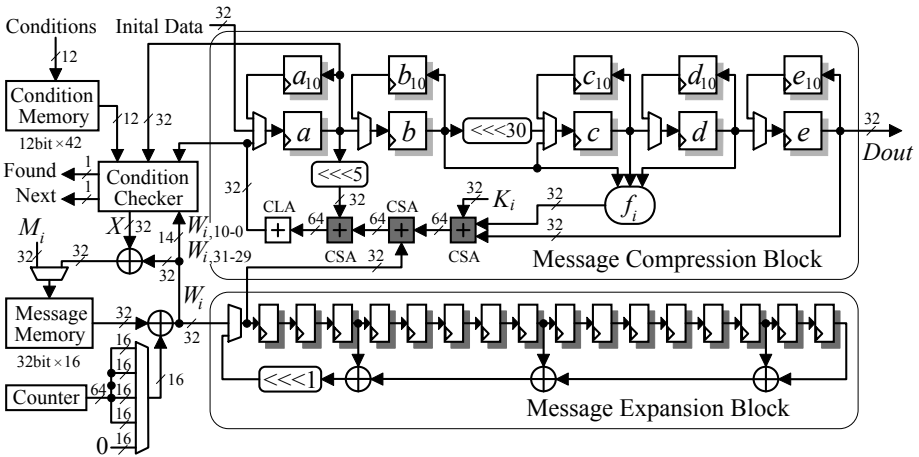 Conditions
12
Inital Data
32
32
Condition
Memory
12bit×42
12
32
a10
b10
c10
d10
e10
a
b
<<<30
c
d
e
32
Dout
Found
1
Next
1
Condition
Checker
32
<<<5
32
CLA
64
64
CSA
64
32
Ki
32
fi
CSA
CSA
32
32
Message Compression Block
X
32
14
Wi,10-0
Wi,31-29
Mi
32
32
32
Wi
Message
Memory
32bit×16
32
32
<<<1
Message Expansion Block
Counter
64
16
16
16
16
16
16
0